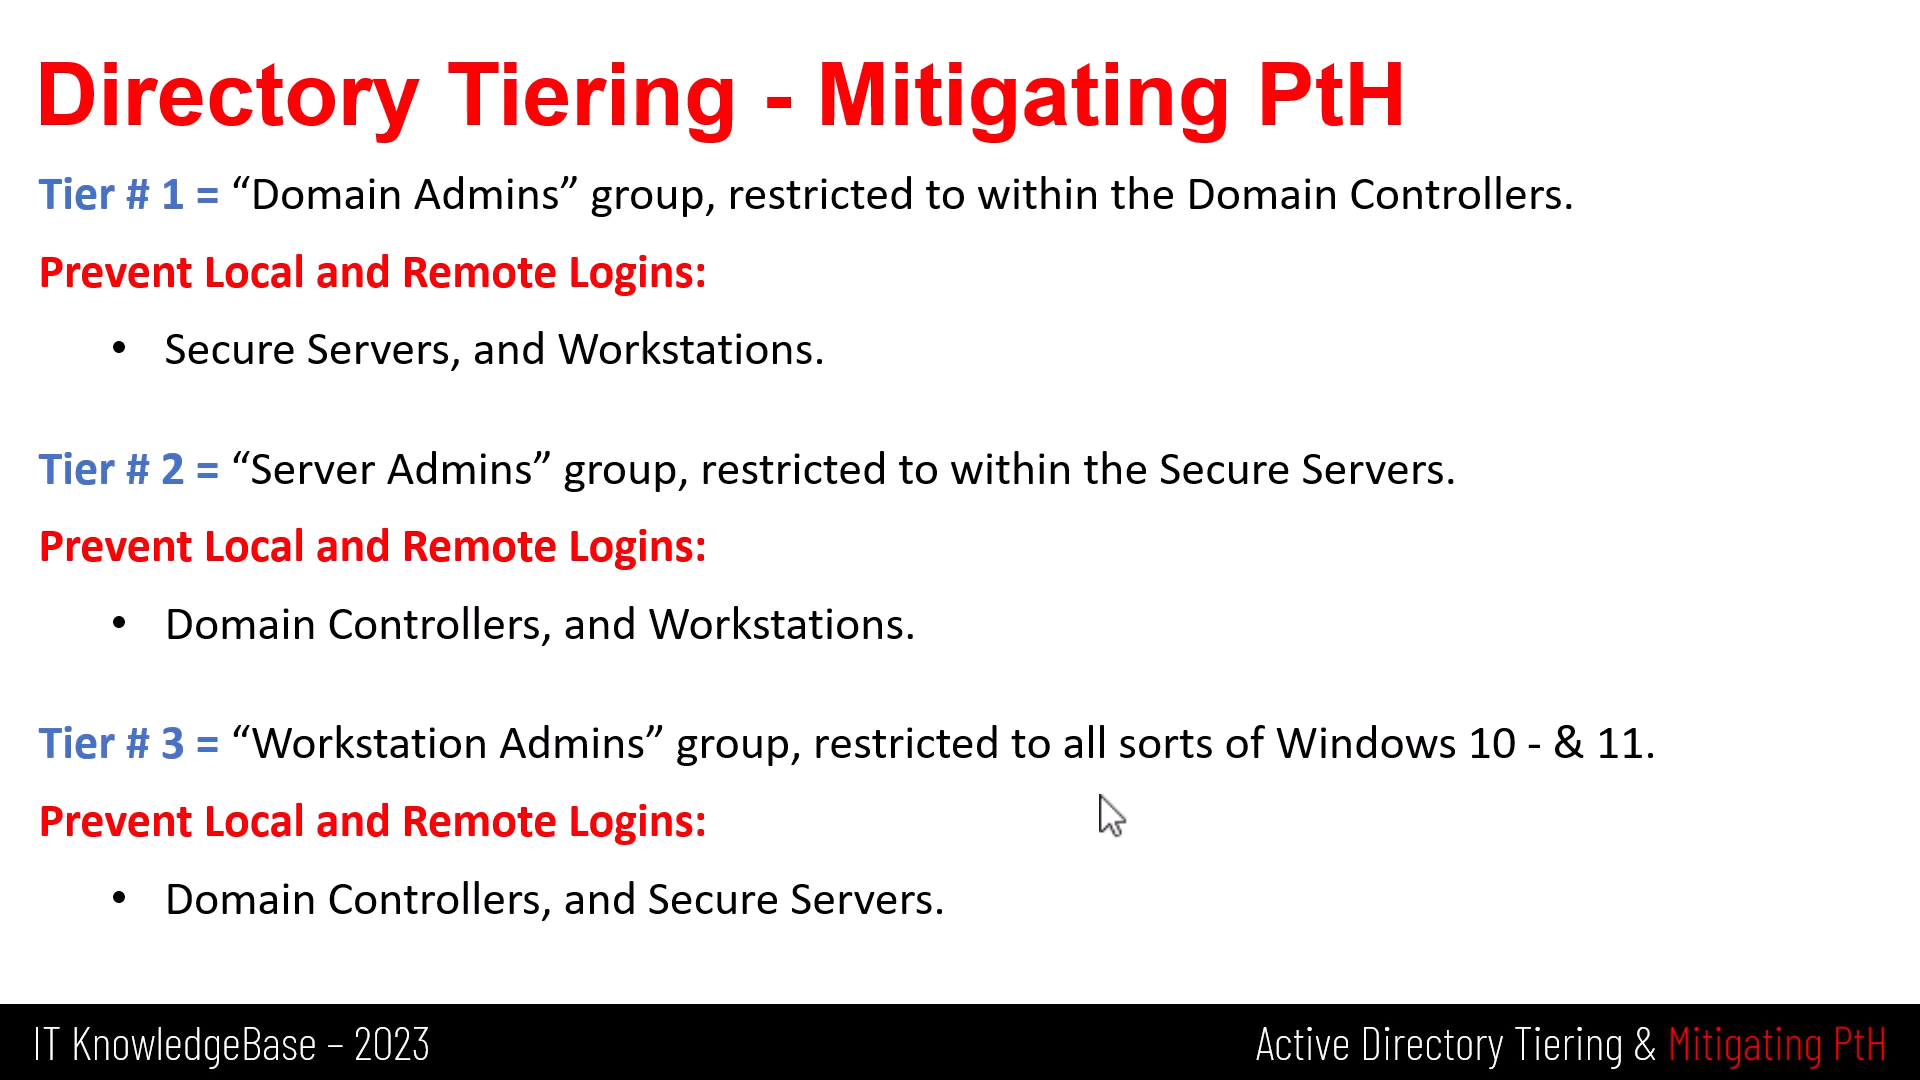 Directory Tiering - Mitigating PtH
Tier # 1 = “Domain Admins” group, restricted to within the Domain Controllers.
Prevent Local and Remote Logins:
• Secure Servers, and Workstations.
Tier # 2 = “Server Admins” group, restricted to within the Secure Servers.
Prevent Local and Remote Logins:
• Domain Controllers, and Workstations.
Tier # 3 = “Workstation Admins” group, restricted to all sorts of Windows 10 - & 11.
Prevent Local and Remote Logins:
• Domain Controllers, and Secure Servers.
IT KnowledgeBase – 2023
Active Directory Tiering & Mitigating PtH